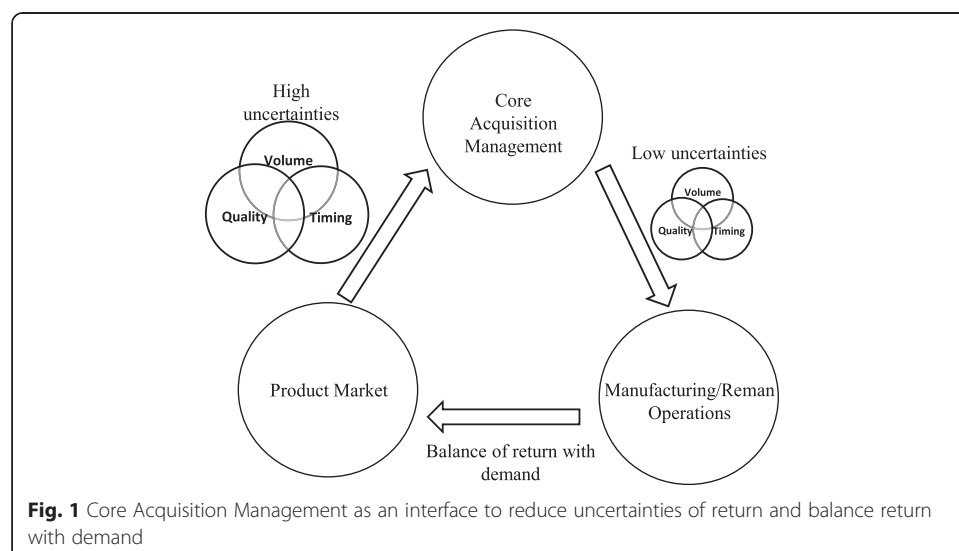 High
uncertainties
Volume
Quality
Timing
Core
Acquisition
Management
Low uncertainties
Volume
Quality
Timing
Product Market
Manufacturing/Reman
Operations
Balance of return with
demand
Fig. 1 Core Acquisition Management as an interface to reduce uncertainties of return and balance return
with demand